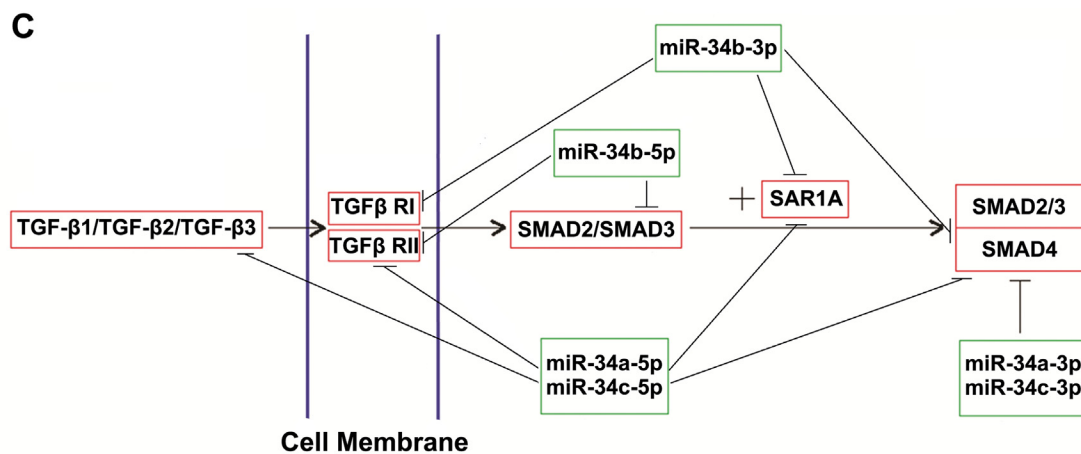 C
miR-34b-3p
miR-34b-5p
TGFβ RI
+ SAR1A
SMAD2/3
TGF-β1/TGF-β2/TGF-β3
TGFβ RII
SMAD2/SMAD3
SMAD4
miR-34a-5p
miR-34c-5p
miR-34a-3p
miR-34c-3p
Cell Membrane